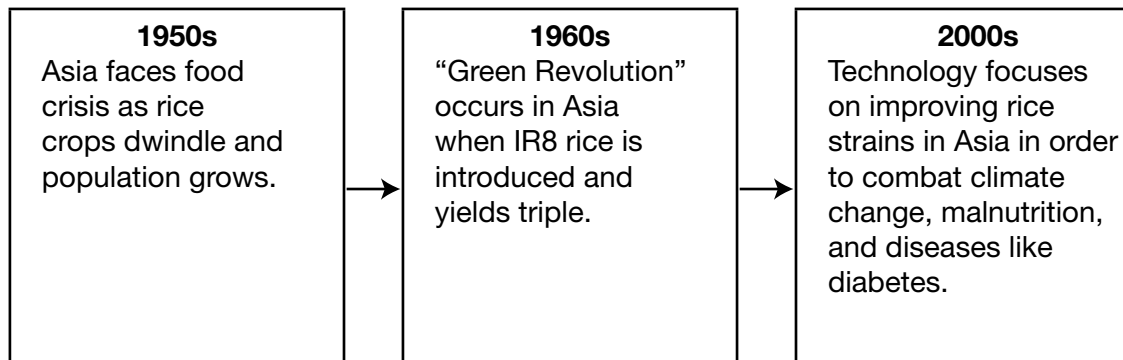 1950s
Asia faces food
crisis as rice
crops dwindle and
population grows.
1960s
“Green Revolution”
occurs in Asia
when IR8 rice is
introduced and
yields triple.
2000s
Technology focuses
on improving rice
strains in Asia in order
to combat climate
change, malnutrition,
and diseases like
diabetes.